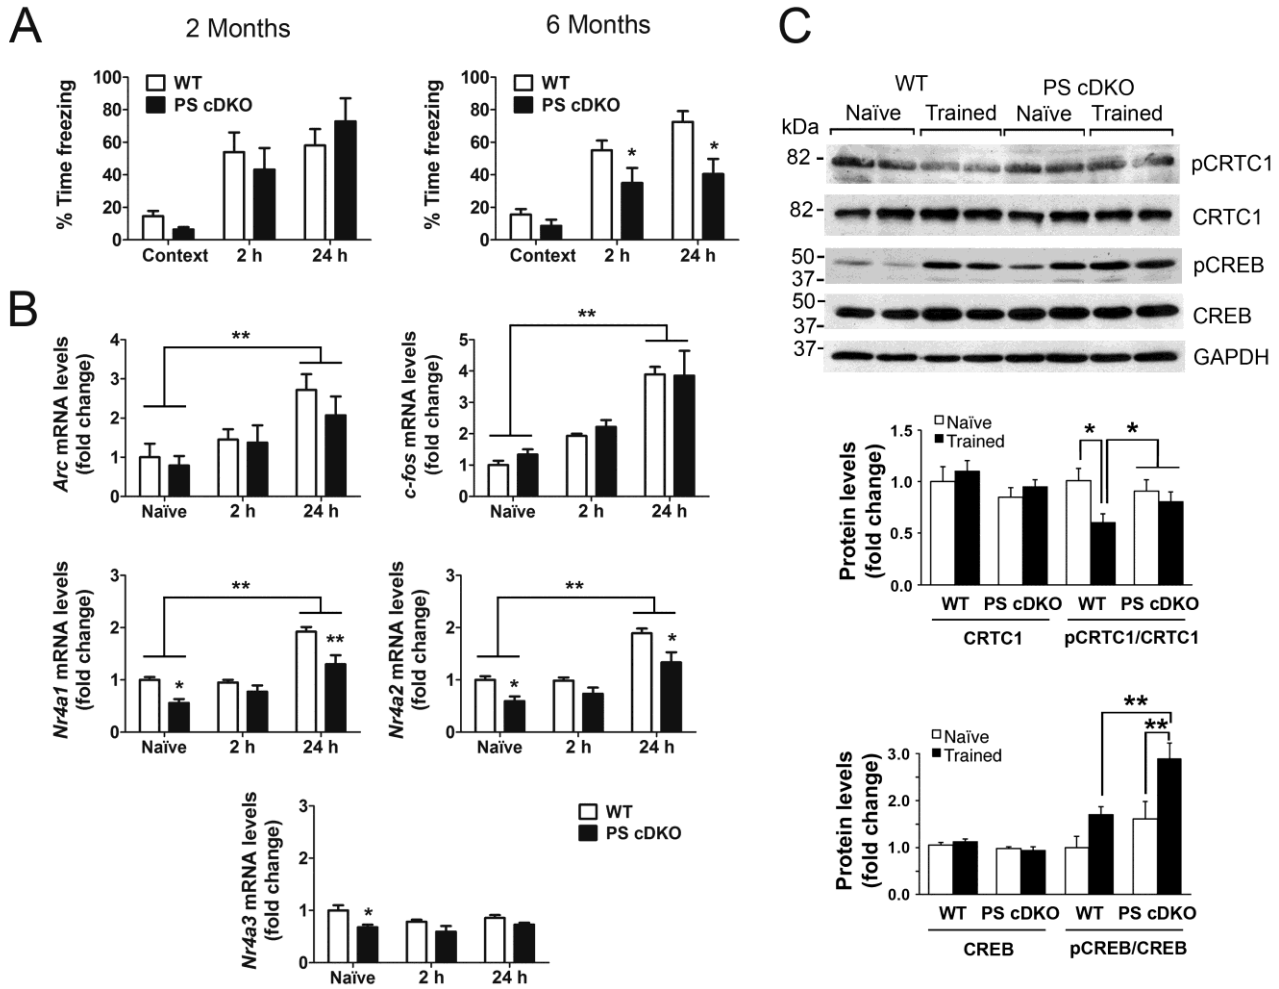 A
2 Months
6 Months
% Time freezing
100
80
60
40
20
0
WT
PS cDKO
Context
2 h
24 h
% Time freezing
100
80
60
40
20
0
WT
PS cDKO
*
*
Context
2 h
24 h
B
Arc mRNA levels
(fold change)
4
3
2
1
0
**
Naïve
2 h
24 h
c-fos mRNA levels
(fold change)
5
4
3
2
1
0
**
Naïve
2 h
24 h
Nr4a1 mRNA levels
(fold change)
3
2
1
0
**
*
**
Naïve
2 h
24 h
Nr4a2 mRNA levels
(fold change)
3
2
1
0
**
*
*
Naïve
2 h
24 h
Nr4a3 mRNA levels
(fold change)
3
2
1
0
*
WT
PS cDKO
Naïve
2 h
24 h
C
WT
PS cDKO
Naïve
Trained
Naïve
Trained
kDa
82
pCRTC1
82
CRTC1
50
37
pCREB
50
37
CREB
37
GAPDH
Protein levels
(fold change)
1.5
1.0
0.5
0.0
Naïve
Trained
*
*
WT
PS cDKO
WT
PS cDKO
CRTC1
pCRTC1/CRTC1
Protein levels
(fold change)
3.0
2.0
1.0
0.0
Naïve
Trained
**
**
WT
PS cDKO
WT
PS cDKO
CREB
pCREB/CREB